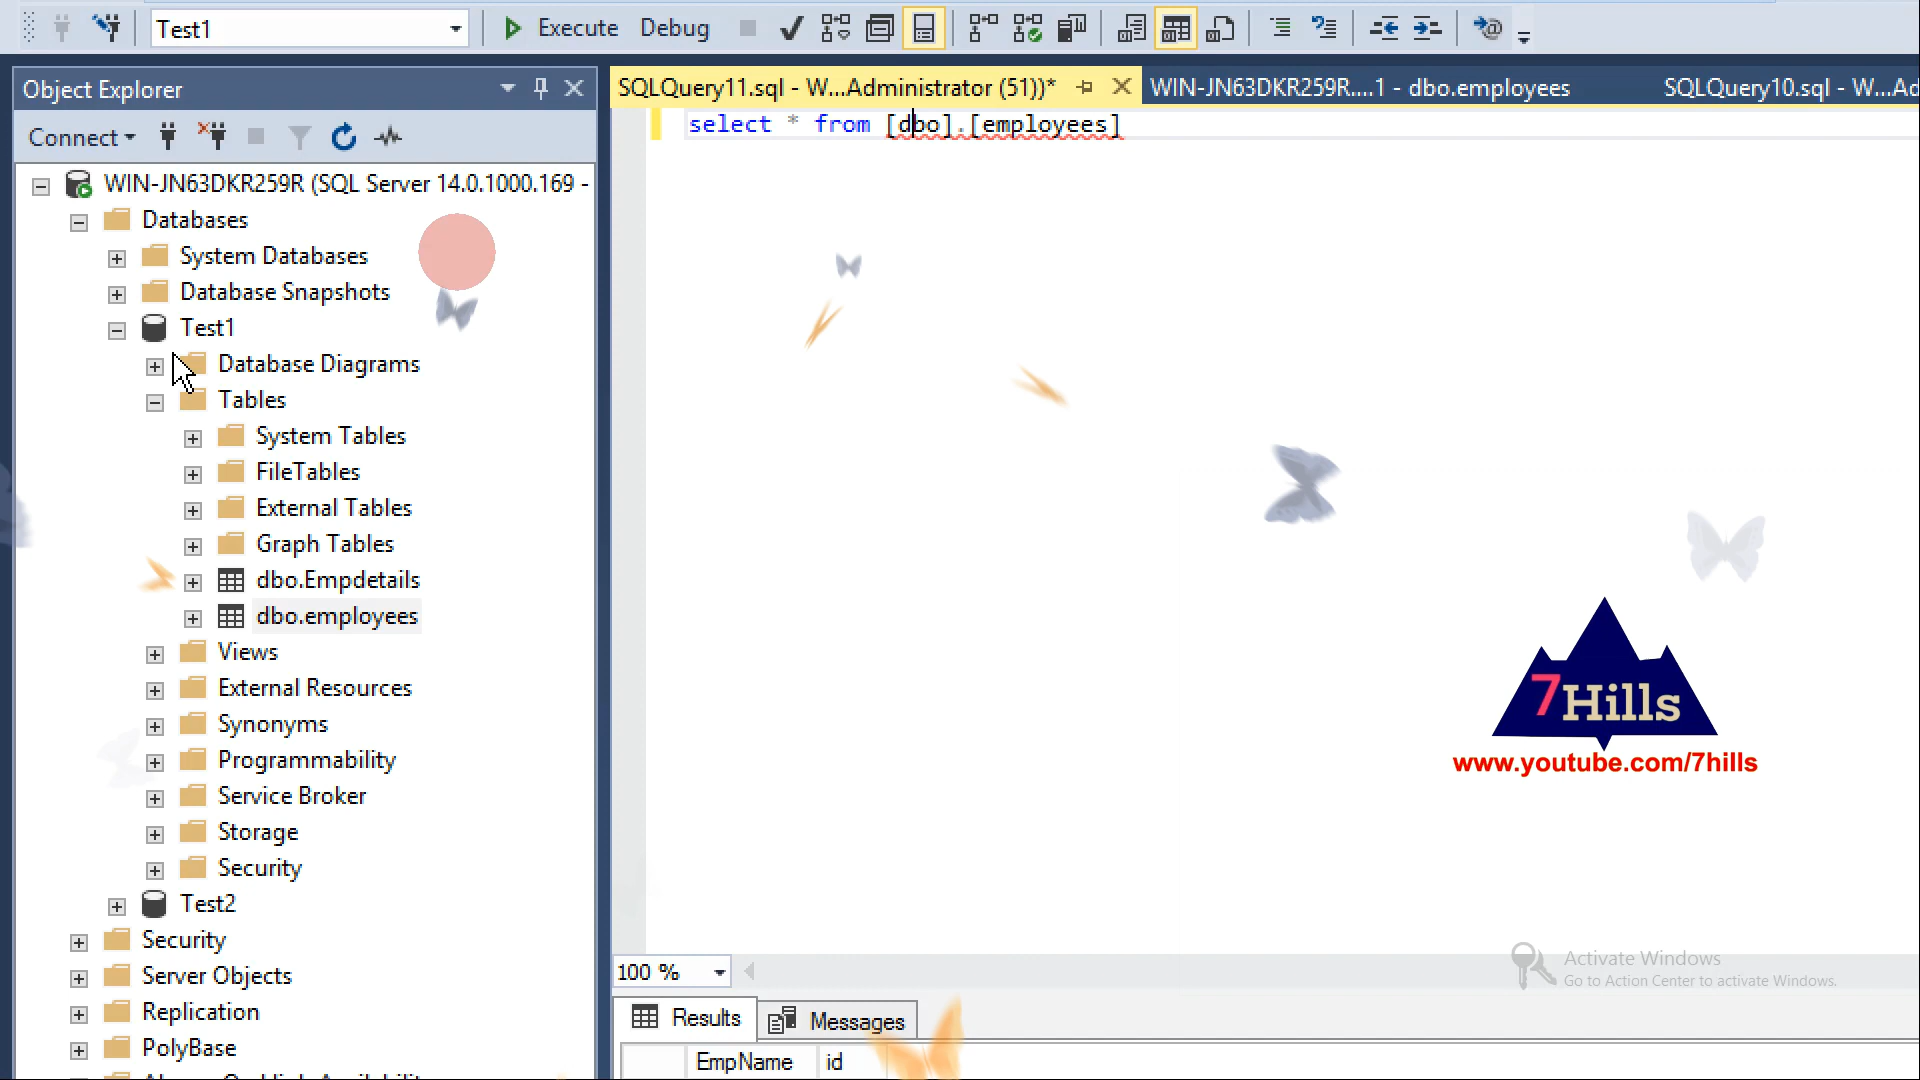 Test1
Execute
Debug
Object Explorer
SQLQuery11.sql - W...Administrator (51))*
WIN-JN63DKR259R....1 - dbo.employees
SQLQuery10.sql - W...Ad
Connect
select * from [dbo].[employees]
WIN-JN63DKR259R (SQL Server 14.0.1000.169 -
Databases
System Databases
Database Snapshots
Test1
Database Diagrams
Tables
System Tables
FileTables
External Tables
Graph Tables
dbo.Empdetails
dbo.employees
Views
External Resources
Synonyms
Programmability
Service Broker
Storage
Security
Test2
Security
Server Objects
Replication
PolyBase
7Hills
www.youtube.com/7hills
Activate Windows
Go to Action Center to activate Windows.
100 %
Results
Messages
EmpName
id